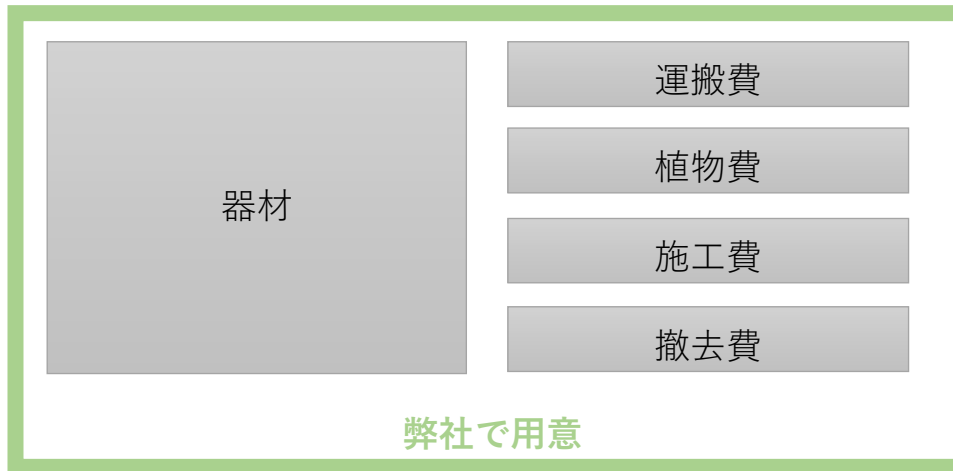 器材
運搬費
植物費
施工費
撤去費
弊社で用意